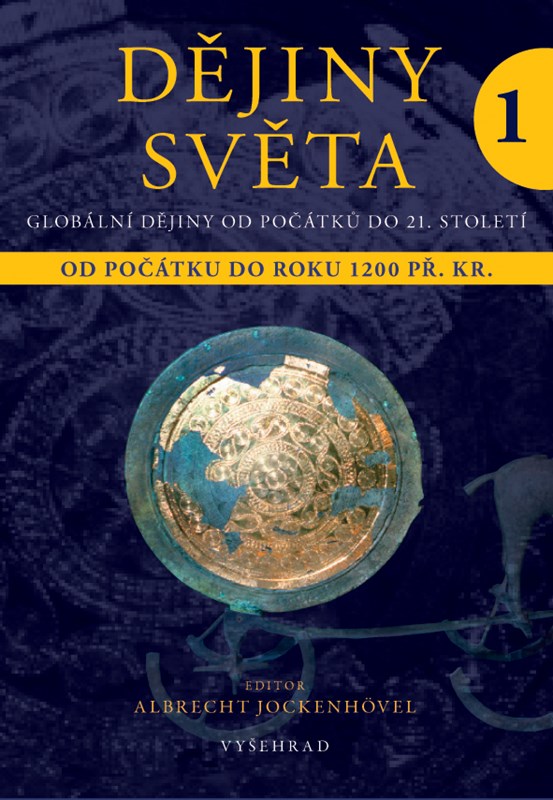 DĚJINY
SVĚTA
1
GLOBÁLNÍ DĚJINY OD POČÁTKŮ DO 21. STOLETÍ
OD POČÁTKU DO ROKU 1200 PŘ. KR.
EDITOR
ALBRECHT JOCKENHÖVEL
VYŠEHRAD